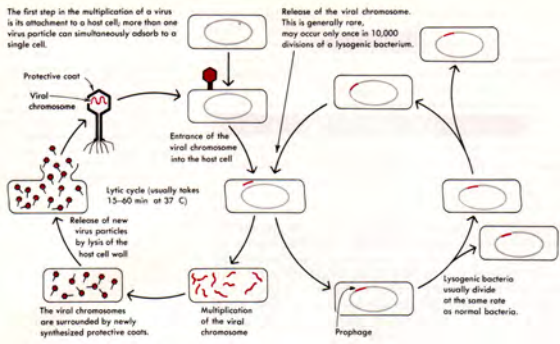 The first step in the multiplication of a virus
is its attachment to a host cell; more than one
virus particle can simultaneously adsorb to a
single cell.
Release of the viral chromosome.
This is generally rare,
may occur only once in 10,000
divisions of a lysogenic bacterium.
Protective coat
Viral
chromosome
Entrance of the
viral chromosome
into the host cell
Lytic cycle (usually takes
15–60 min at 37 C)
Release of new
virus particles
by lysis of the
host cell wall
The viral chromosomes
are surrounded by newly
synthesized protective coats.
Multiplication
of the viral
chromosome
Prophage
Lysogenic bacteria
usually divide
at the same rate
as normal bacteria.